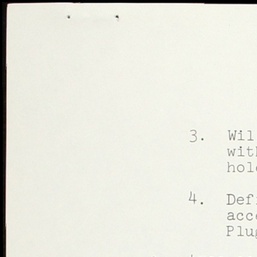 3. Wil
with
hol
4. Def
acc
Plu